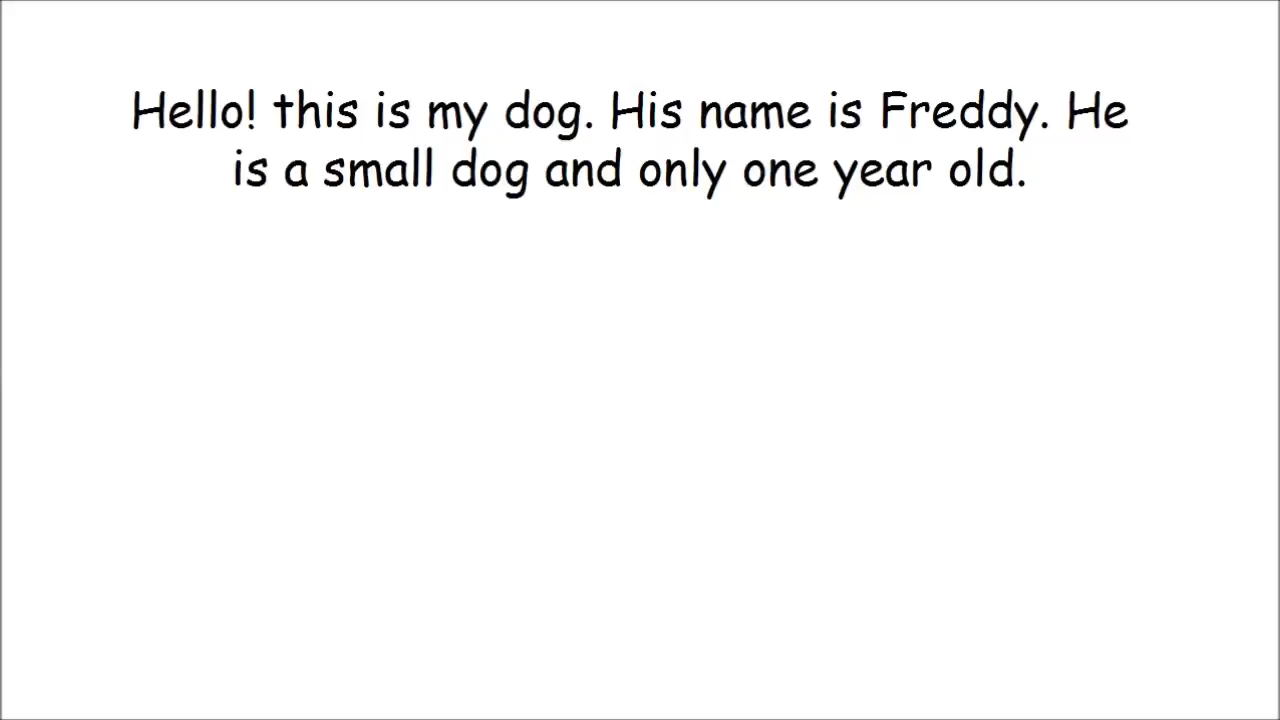 Hello! this is my dog. His name is Freddy. He
is a small dog and only one year old.